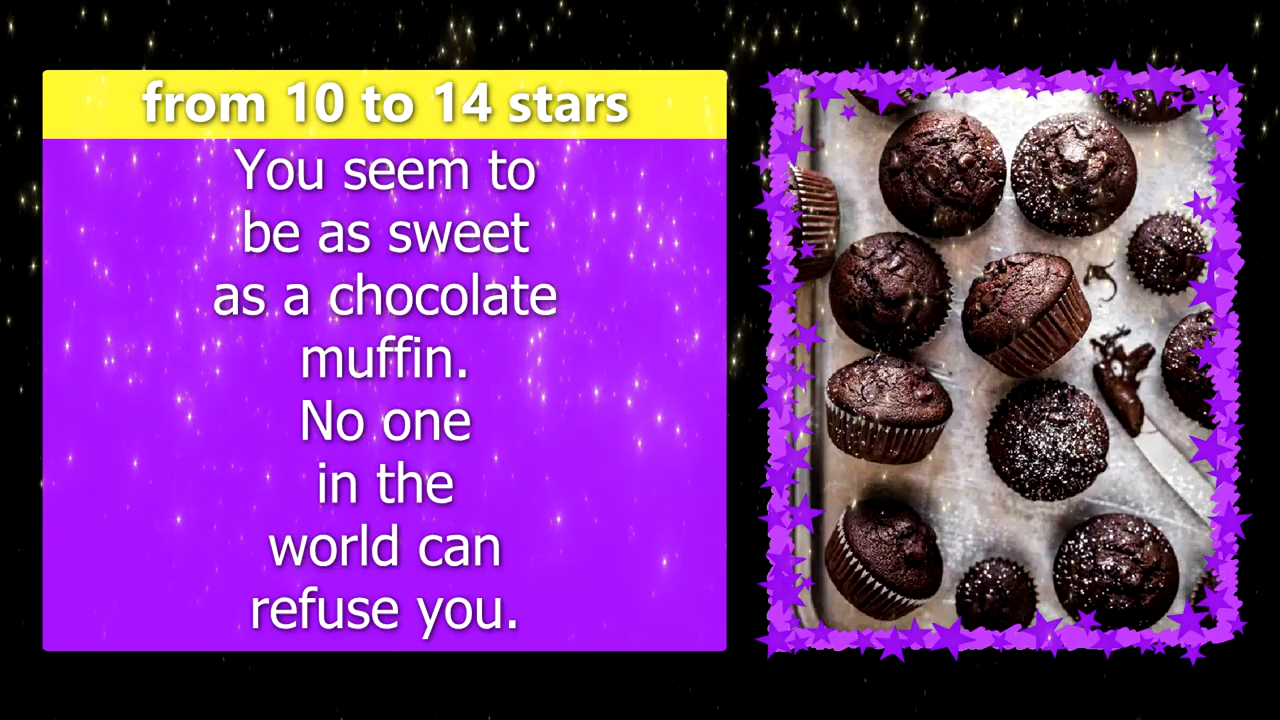 from 10 to 14 stars
You seem to
be as sweet
as a chocolate
muffin.
No one
in the
world can
refuse you.